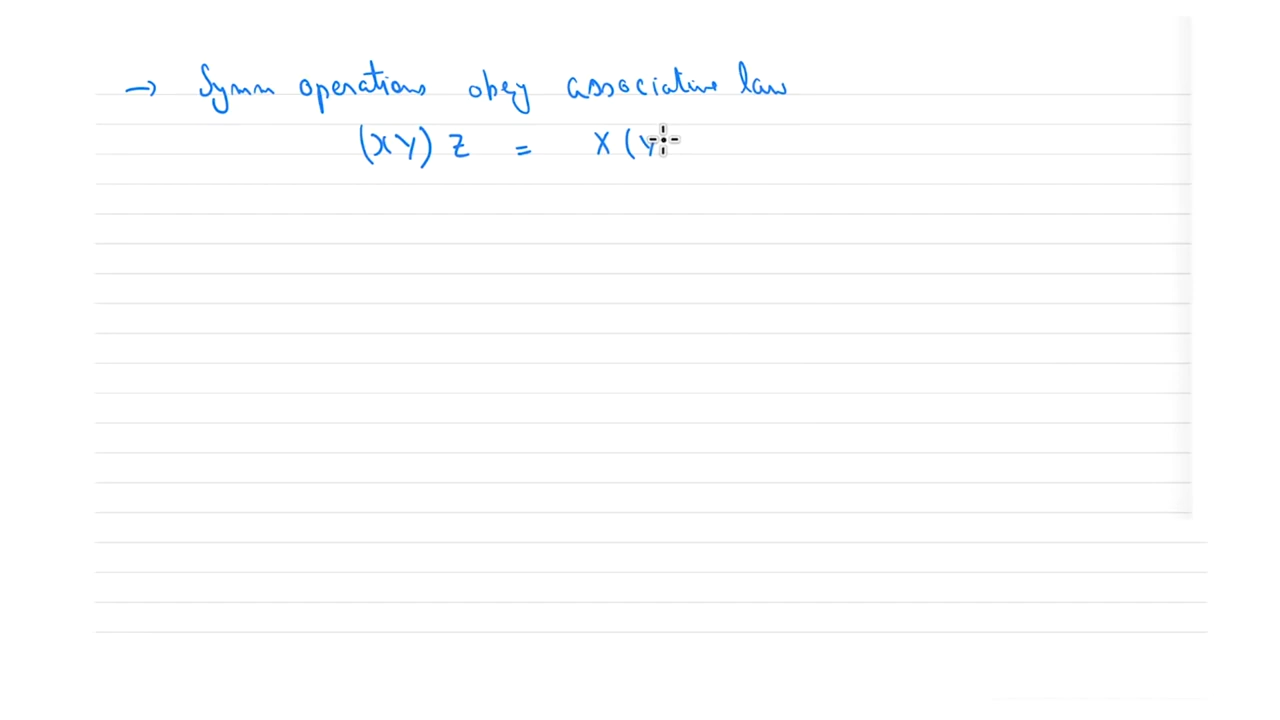 → Symm operations obey associative law
(XY) Z = X (Y